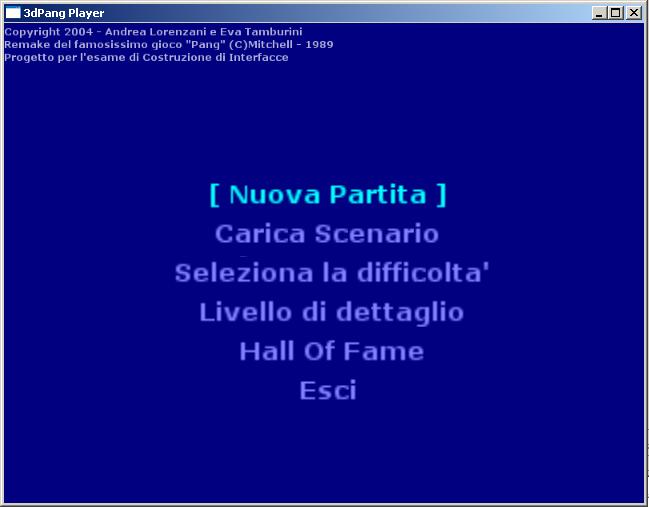 3dPang Player
Copyright 2004 - Andrea Lorenzani e Eva Tamburini
Remake del famosissimo gioco "Pang" (C)Mitchell - 1989
Progetto per l'esame di Costruzione di Interfacce
[ Nuova Partita ]
Carica Scenario
Seleziona la difficolta'
Livello di dettaglio
Hall Of Fame
Esci